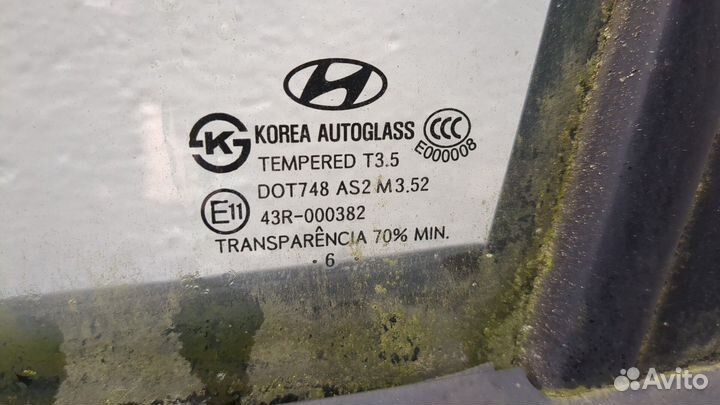 KOREA AUTOGLASS
CCC
E000008
TEMPERED T3.5
DOT748 AS2 M3.52
E11
43R-000382
TRANSPARÊNCIA 70% MIN.
· 6 ·
Avito